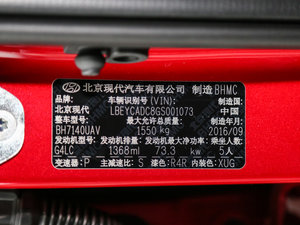 北京现代汽车有限公司 制造 BHMC
品牌: 车辆识别号(VIN): 制造国:
北京现代 LBEYCADC8GS001073 中国
整车型号: 最大允许总质量: 制造年月:
BH7140UAV 1550 kg 2016/09
发动机型号: 发动机排量: 发动机最大净功率: 乘坐人数:
G4LC 1368 ml 73.3 kw 5人
变速器: P 主减速比: S 漆色: R4R 内装色: XUG